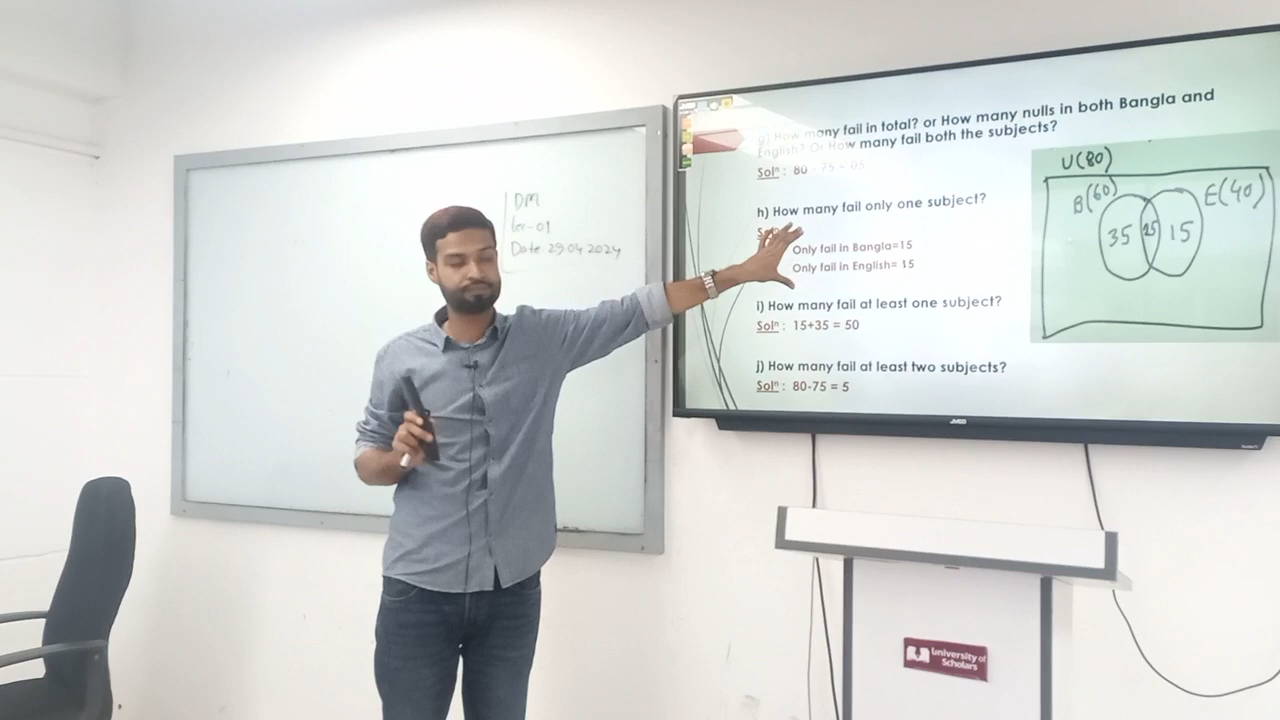 DM
Gr-01
Date: 29.04.2024
g) How many fail in total? or How many nulls in both Bangla and
English? Or How many fail both the subjects?
Solⁿ : 80 - 75 = 05
h) How many fail only one subject?
Only fail in Bangla=15
Only fail in English= 15
i) How many fail at least one subject?
Solⁿ : 15+35 = 50
j) How many fail at least two subjects?
Solⁿ : 80-75 = 5
U(80)
B(60)
E(40)
35 25 15
JMGO
University of
Scholars